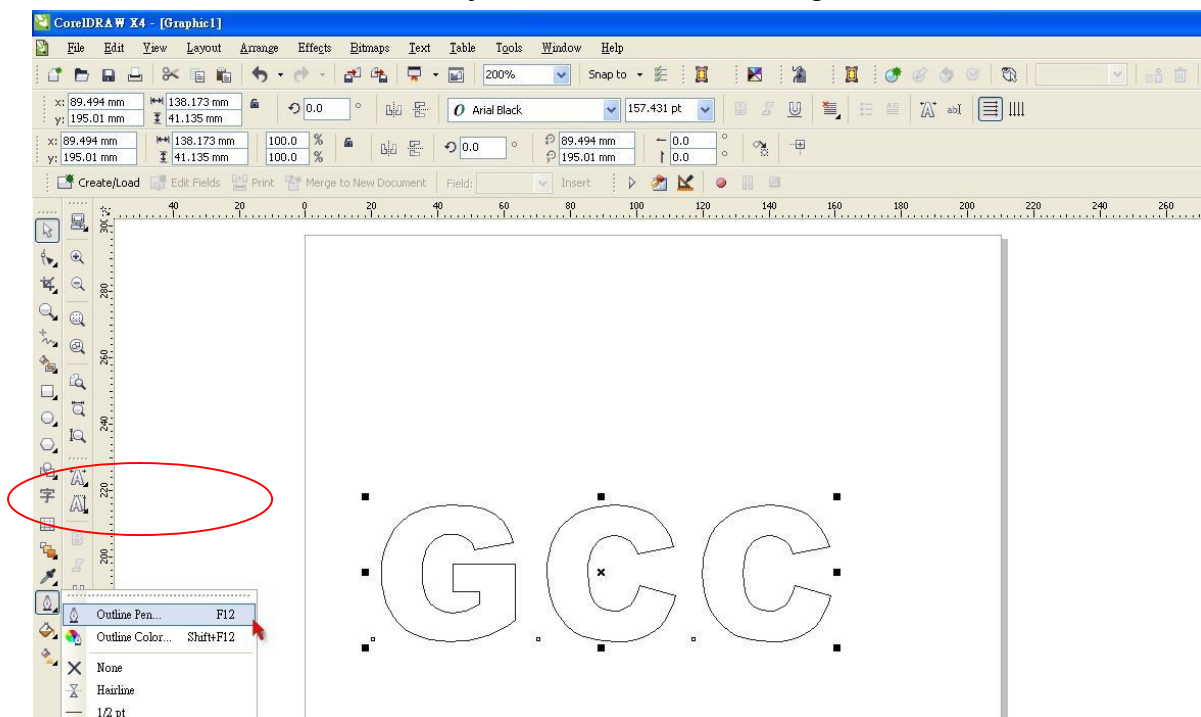 CorelDRAW X4 - [Graphic1]
File Edit View Layout Arrange Effects Bitmaps Text Table Tools Window Help
200% Snap to
x: 89.494 mm 138.173 mm 0.0 ° O Arial Black 157.431 pt B I U abI
y: 195.01 mm 41.135 mm
x: 89.494 mm 138.173 mm 100.0 % 0.0 ° 89.494 mm 0.0 °
y: 195.01 mm 41.135 mm 100.0 % 195.01 mm 0.0 °
Create/Load Edit Fields Print Merge to New Document Field: Insert
40 20 0 20 40 60 80 100 120 140 160 180 200 220 240 260
300
280
260
240
220
字
200
GCC
Outline Pen... F12
Outline Color... Shift+F12
None
Hairline
1/2 pt